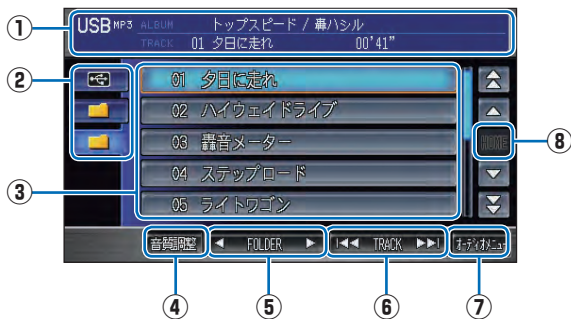 ① USB MP3 ALBUM トップスピード / 轟ハシル
TRACK 01 夕日に走れ 00'41"
②
01 夕日に走れ
02 ハイウェイドライブ
03 轟音メーター
HOME ⑧
③ 04 ステップロード
05 ライトワゴン
音質調整 ◀ FOLDER ▶ I◀◀ TRACK ▶▶I オーディオメニュー
④ ⑤ ⑥ ⑦